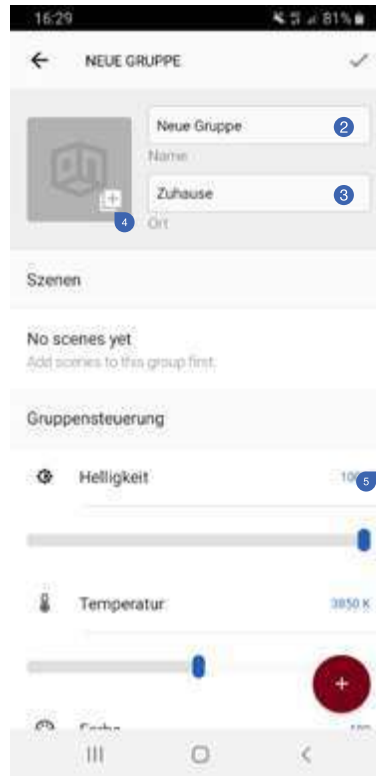 16:29 81%
NEUE GRUPPE
Neue Gruppe 2
Name
Zuhause 3
4 Ort
Szenen
No scenes yet
Add scenes to this group first.
Gruppensteuerung
Helligkeit 5
Temperatur 3850 K
+
Farbe